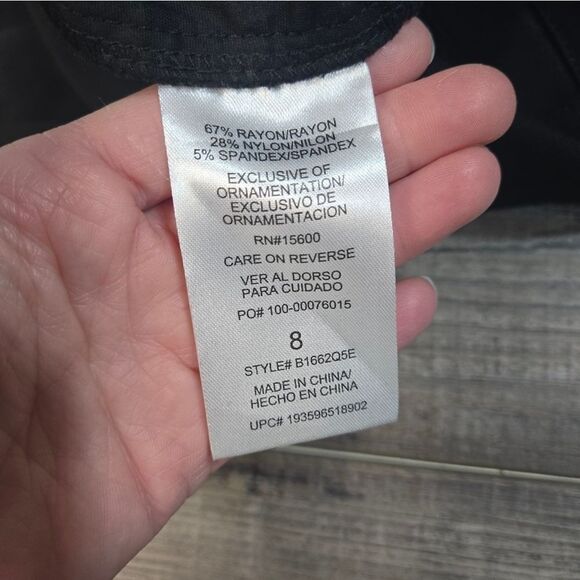 67% RAYON/RAYON
28% NYLON/NILON
5% SPANDEX/SPANDEX
EXCLUSIVE OF
ORNAMENTATION/
EXCLUSIVO DE
ORNAMENTACION
RN#15600
CARE ON REVERSE
VER AL DORSO
PARA CUIDADO
PO# 100-00076015
8
STYLE# B1662Q5E
MADE IN CHINA/
HECHO EN CHINA
UPC# 193596518902